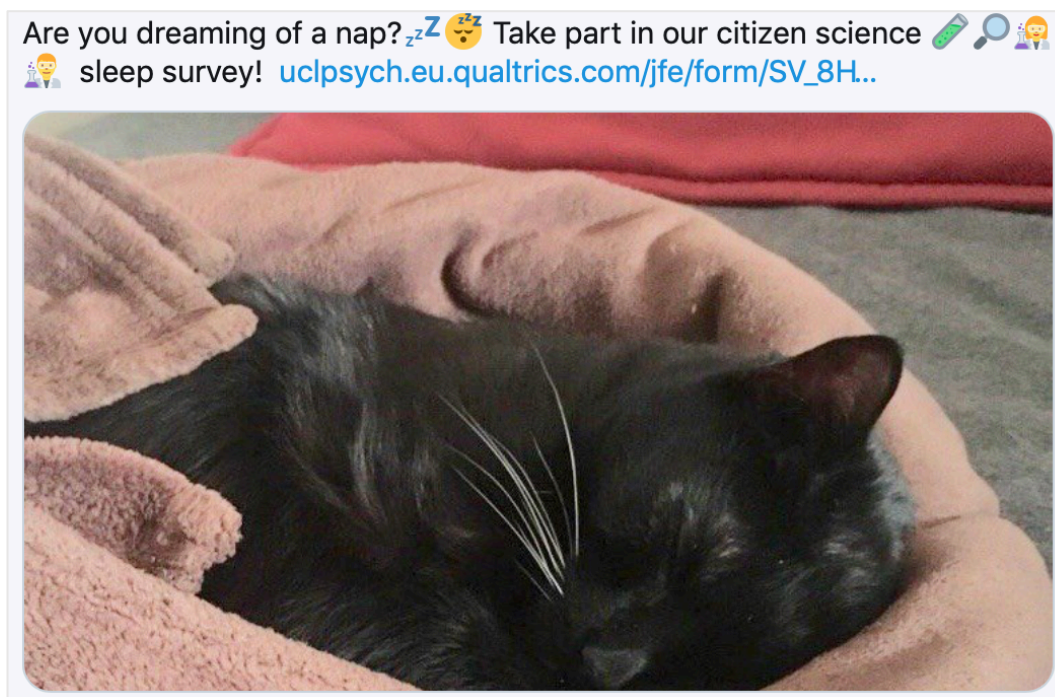 Are you dreaming of a nap?💤😴 Take part in our citizen science 🧪🔎👩‍🔬
👨‍🔬 sleep survey! uclpsych.eu.qualtrics.com/jfe/form/SV_8H...